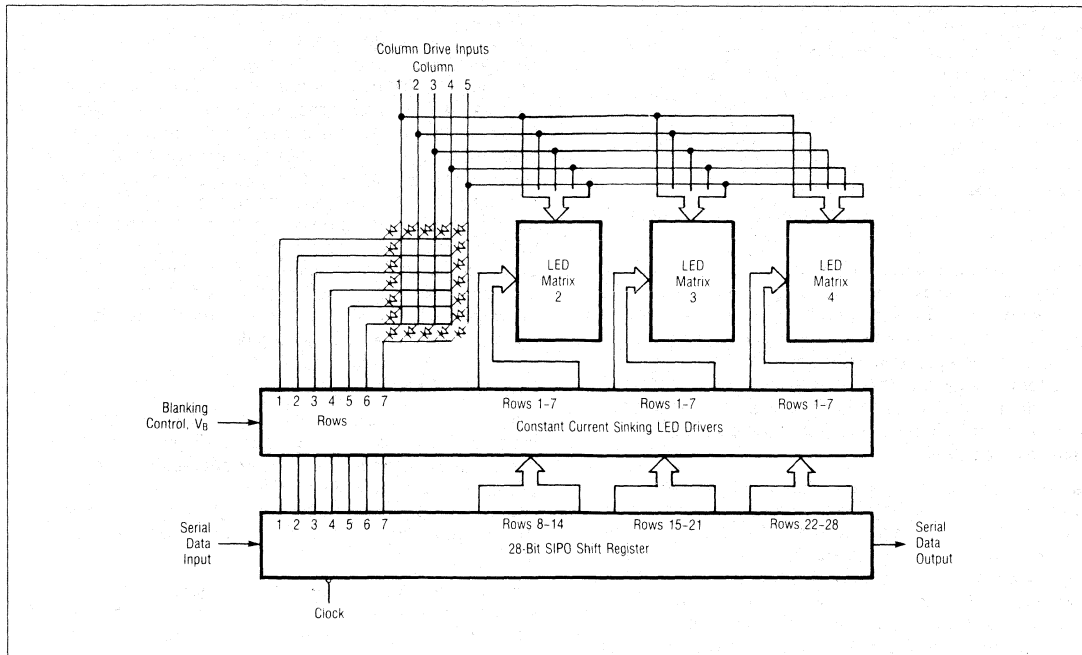 Column Drive Inputs
Column
1 2 3 4 5
LED
Matrix
2
LED
Matrix
3
LED
Matrix
4
1 2 3 4 5 6 7
Rows 1–7
Rows 1–7
Rows 1–7
Blanking
Control, VB
Rows
Constant Current Sinking LED Drivers
1 2 3 4 5 6 7
Rows 8–14
Rows 15–21
Rows 22–28
Serial
Data
Input
28-Bit SIPO Shift Register
Serial
Data
Output
Clock